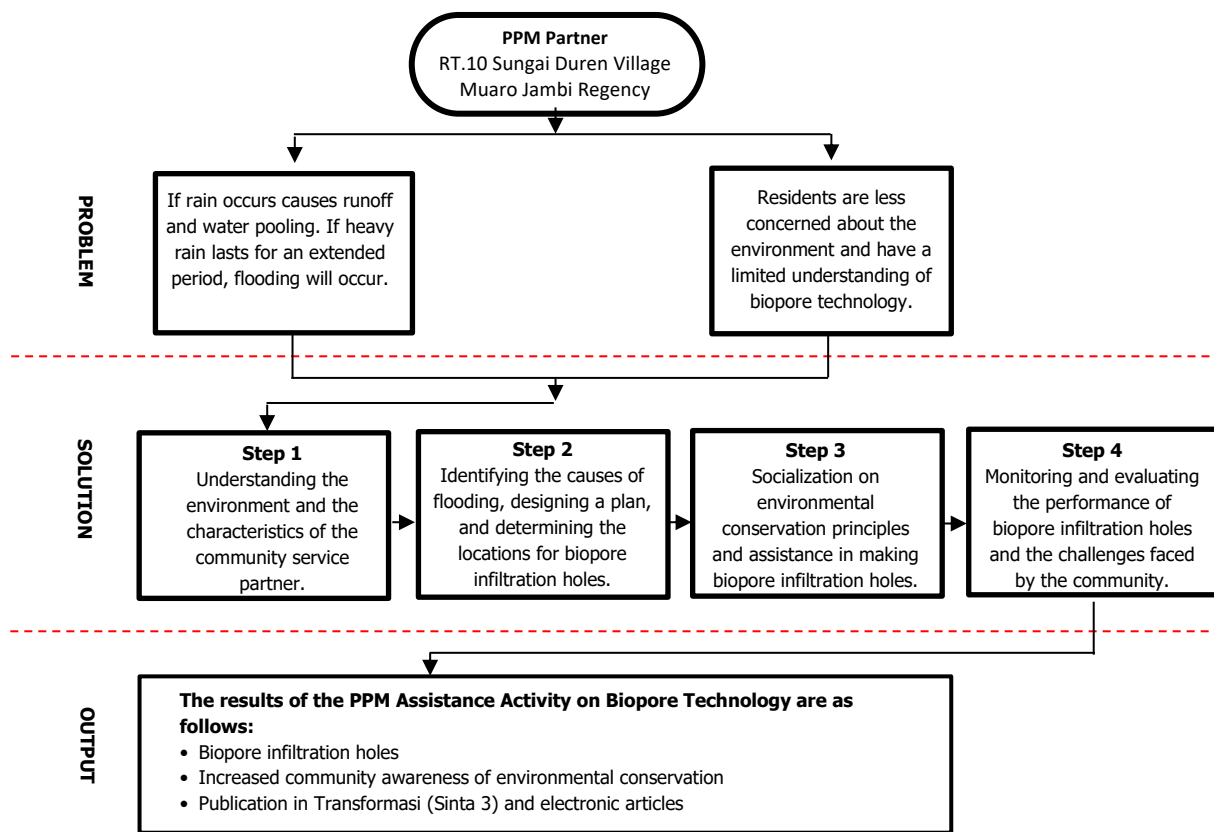 PPM Partner
RT.10 Sungai Duren Village
Muaro Jambi Regency
PROBLEM
If rain occurs causes runoff
and water pooling. If heavy
rain lasts for an extended
period, flooding will occur.
Residents are less
concerned about the
environment and have a
limited understanding of
biopore technology.
SOLUTION
Step 1
Understanding the
environment and the
characteristics of the
community service
partner.
Step 2
Identifying the causes of
flooding, designing a plan,
and determining the
locations for biopore
infiltration holes.
Step 3
Socialization on
environmental
conservation principles
and assistance in making
biopore infiltration holes.
Step 4
Monitoring and evaluating
the performance of
biopore infiltration holes
and the challenges faced
by the community.
OUTPUT
The results of the PPM Assistance Activity on Biopore Technology are as
follows:
• Biopore infiltration holes
• Increased community awareness of environmental conservation
• Publication in Transformasi (Sinta 3) and electronic articles